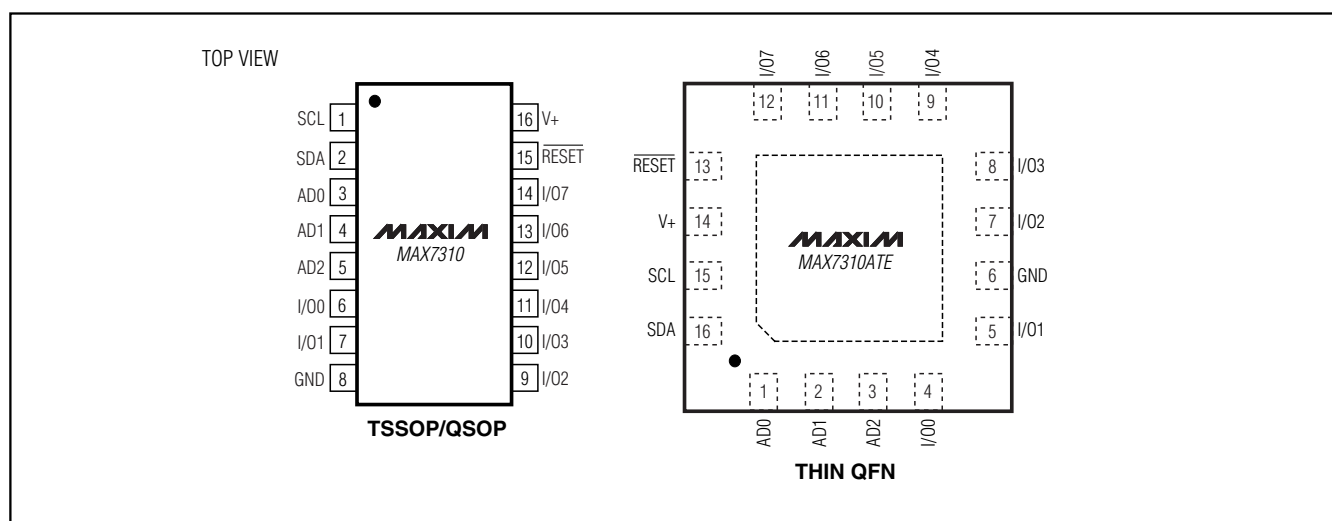 TOP VIEW
SCL 1
SDA 2
AD0 3
AD1 4
AD2 5
I/O0 6
I/O1 7
GND 8
16 V+
15 RESET
14 I/O7
13 I/O6
12 I/O5
11 I/O4
10 I/O3
9 I/O2
MAXIM
MAX7310
TSSOP/QSOP
I/O7 I/O6 I/O5 I/O4
12 11 10 9
RESET 13
V+ 14
SCL 15
SDA 16
8 I/O3
7 I/O2
6 GND
5 I/O1
MAXIM
MAX7310ATE
1 2 3 4
AD0 AD1 AD2 I/O0
THIN QFN